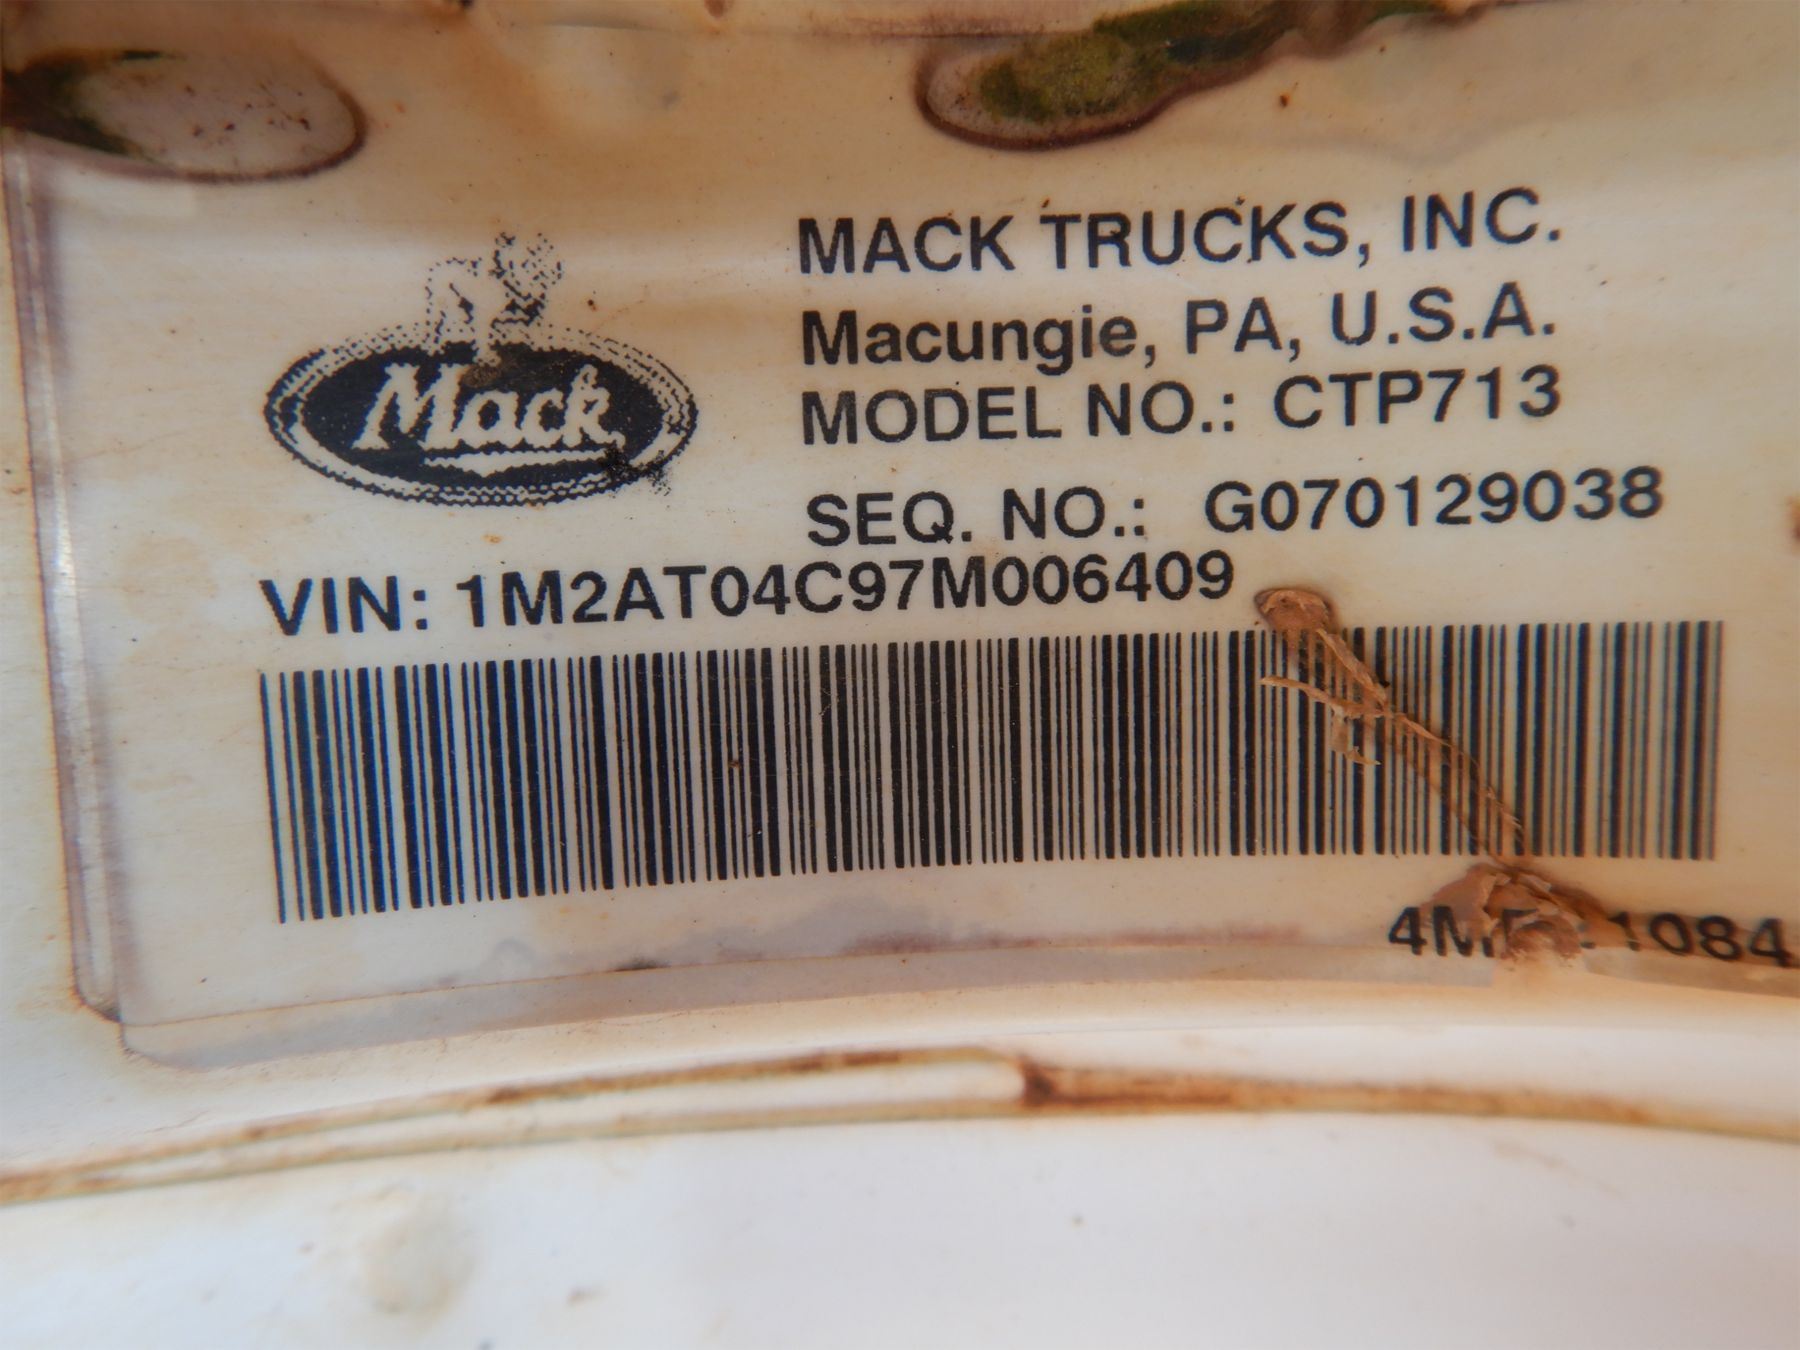 MACK TRUCKS, INC.
Macungie, PA, U.S.A.
Mack
MODEL NO.: CTP713
SEQ. NO.: G070129038
VIN: 1M2AT04C97M006409